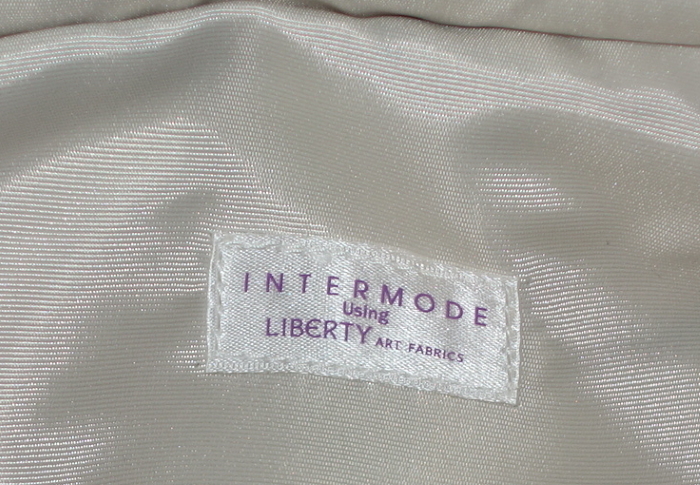 INTERMODE
Using
LIBERTY ART FABRICS